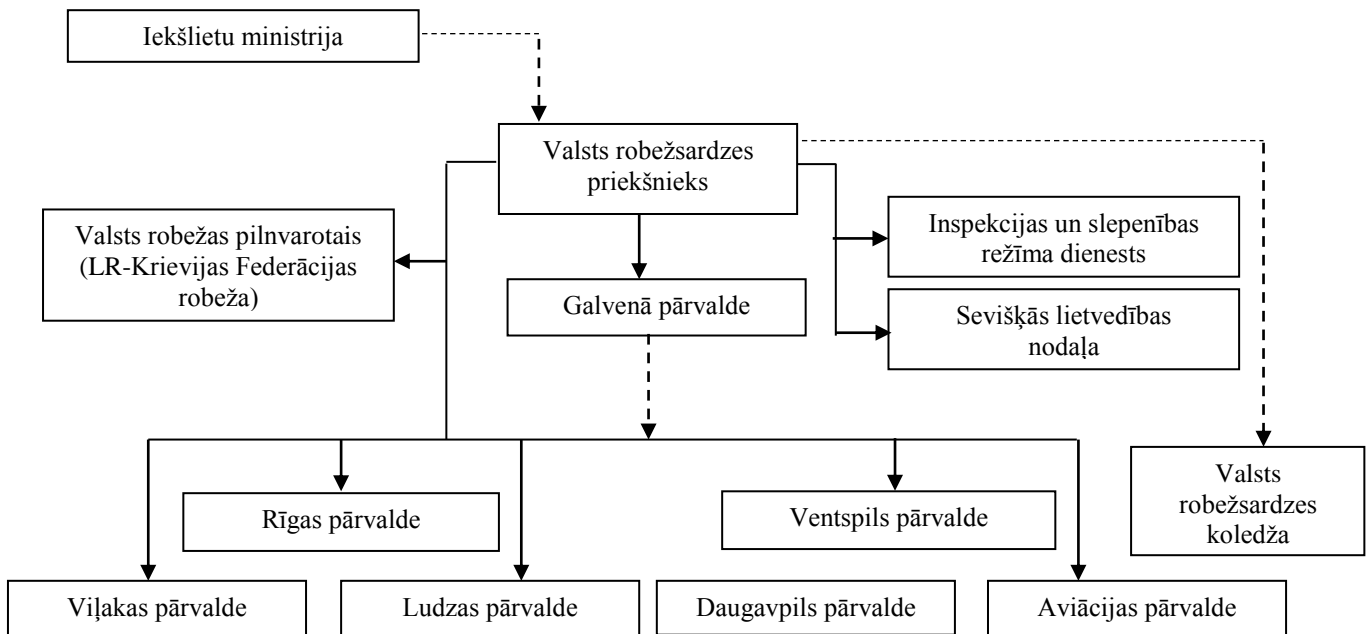 Iekšlietu ministrija
Valsts robežsardzes
priekšnieks
Valsts robežas pilnvarotais
(LR-Krievijas Federācijas
robeža)
Inspekcijas un slepenības
režīma dienests
Galvenā pārvalde
Sevišķās lietvedības
nodaļa
Valsts
robežsardzes
koledža
Rīgas pārvalde
Ventspils pārvalde
Viļakas pārvalde
Ludzas pārvalde
Daugavpils pārvalde
Aviācijas pārvalde